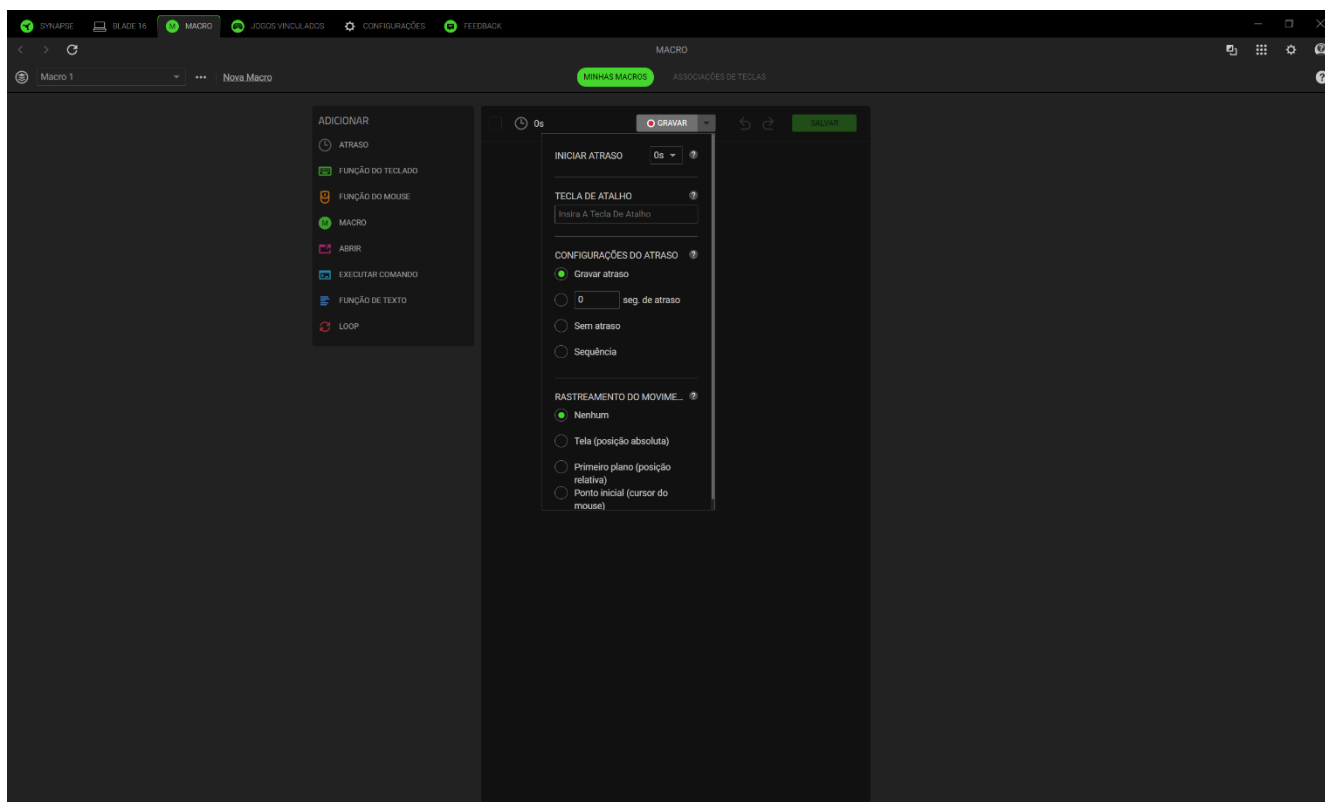 SYNAPSE BLADE 16 MACRO JOGOS VINCULADOS CONFIGURAÇÕES FEEDBACK
MACRO
Macro 1 Nova Macro MINHAS MACROS ASSOCIAÇÕES DE TECLAS
ADICIONAR
ATRASO
FUNÇÃO DO TECLADO
FUNÇÃO DO MOUSE
MACRO
ABRIR
EXECUTAR COMANDO
FUNÇÃO DE TEXTO
LOOP
0s GRAVAR SALVAR
INICIAR ATRASO 0s
TECLA DE ATALHO
Insira A Tecla De Atalho
CONFIGURAÇÕES DO ATRASO
Gravar atraso
0 seg. de atraso
Sem atraso
Sequência
RASTREAMENTO DO MOVIME...
Nenhum
Tela (posição absoluta)
Primeiro plano (posição
relativa)
Ponto inicial (cursor do
mouse)